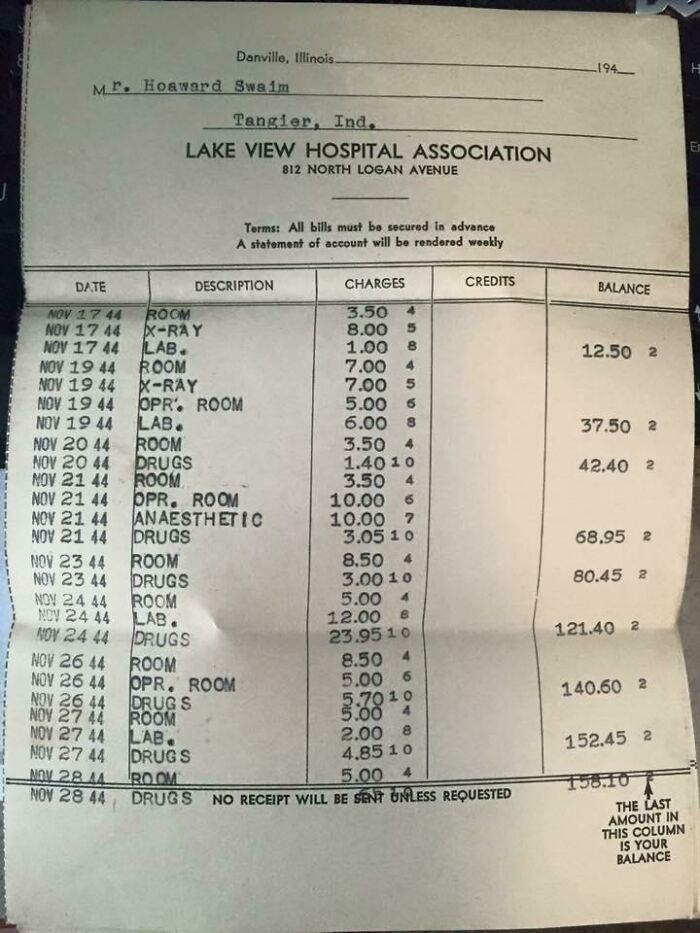 Danville, Illinois 194
Mr. Hoaward Swaim
Tangier, Ind.
LAKE VIEW HOSPITAL ASSOCIATION
812 NORTH LOGAN AVENUE
Terms: All bills must be secured in advance
A statement of account will be rendered weekly
DATE DESCRIPTION CHARGES CREDITS BALANCE
NOV 17 44 ROOM 3.50 4
NOV 17 44 X-RAY 8.00 5
NOV 17 44 LAB. 1.00 8 12.50 2
NOV 19 44 ROOM 7.00 4
NOV 19 44 X-RAY 7.00 5
NOV 19 44 OPR. ROOM 5.00 6
NOV 19 44 LAB. 6.00 8 37.50 2
NOV 20 44 ROOM 3.50 4
NOV 20 44 DRUGS 1.40 10 42.40 2
NOV 21 44 ROOM 3.50 4
NOV 21 44 OPR. ROOM 10.00 6
NOV 21 44 ANAESTHETIC 10.00 7
NOV 21 44 DRUGS 3.05 10 68.95 2
NOV 23 44 ROOM 8.50 4
NOV 23 44 DRUGS 3.00 10 80.45 2
NOV 24 44 ROOM 5.00 4
NOV 24 44 LAB. 12.00 8
NOV 24 44 DRUGS 23.95 10 121.40 2
NOV 26 44 ROOM 8.50 4
NOV 26 44 OPR. ROOM 5.00 6
NOV 26 44 DRUGS 5.70 10 140.60 2
NOV 27 44 ROOM 5.00 4
NOV 27 44 LAB. 2.00 8
NOV 27 44 DRUGS 4.85 10 152.45 2
NOV 28 44 ROOM 5.00 4
NOV 28 44 DRUGS 158.10 2
NO RECEIPT WILL BE SENT UNLESS REQUESTED
THE LAST
AMOUNT IN
THIS COLUMN
IS YOUR
BALANCE